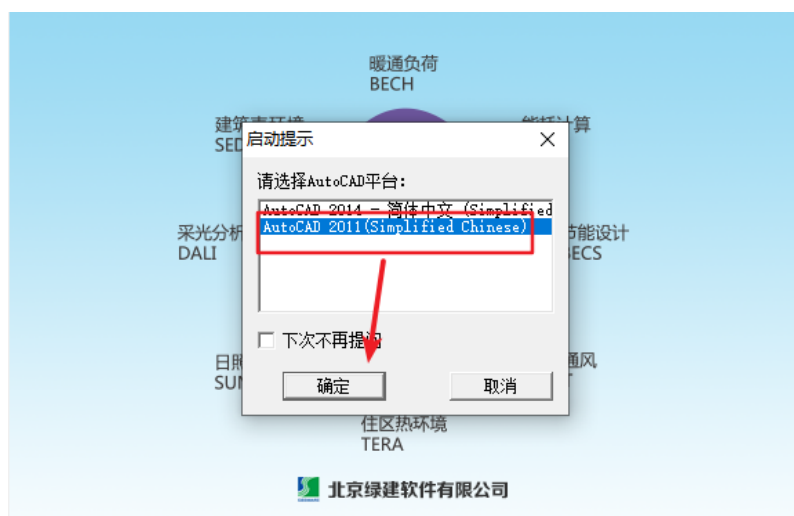 暖通负荷
BECH
建筑声环境
SED
能耗计算
启动提示
请选择AutoCAD平台:
AutoCAD 2014 - 简体中文 (Simplified
AutoCAD 2011(Simplified Chinese)
采光分析
DALI
节能设计
BECS
下次不再提问
日照
SUN
通风
确定
取消
住区热环境
TERA
北京绿建软件有限公司